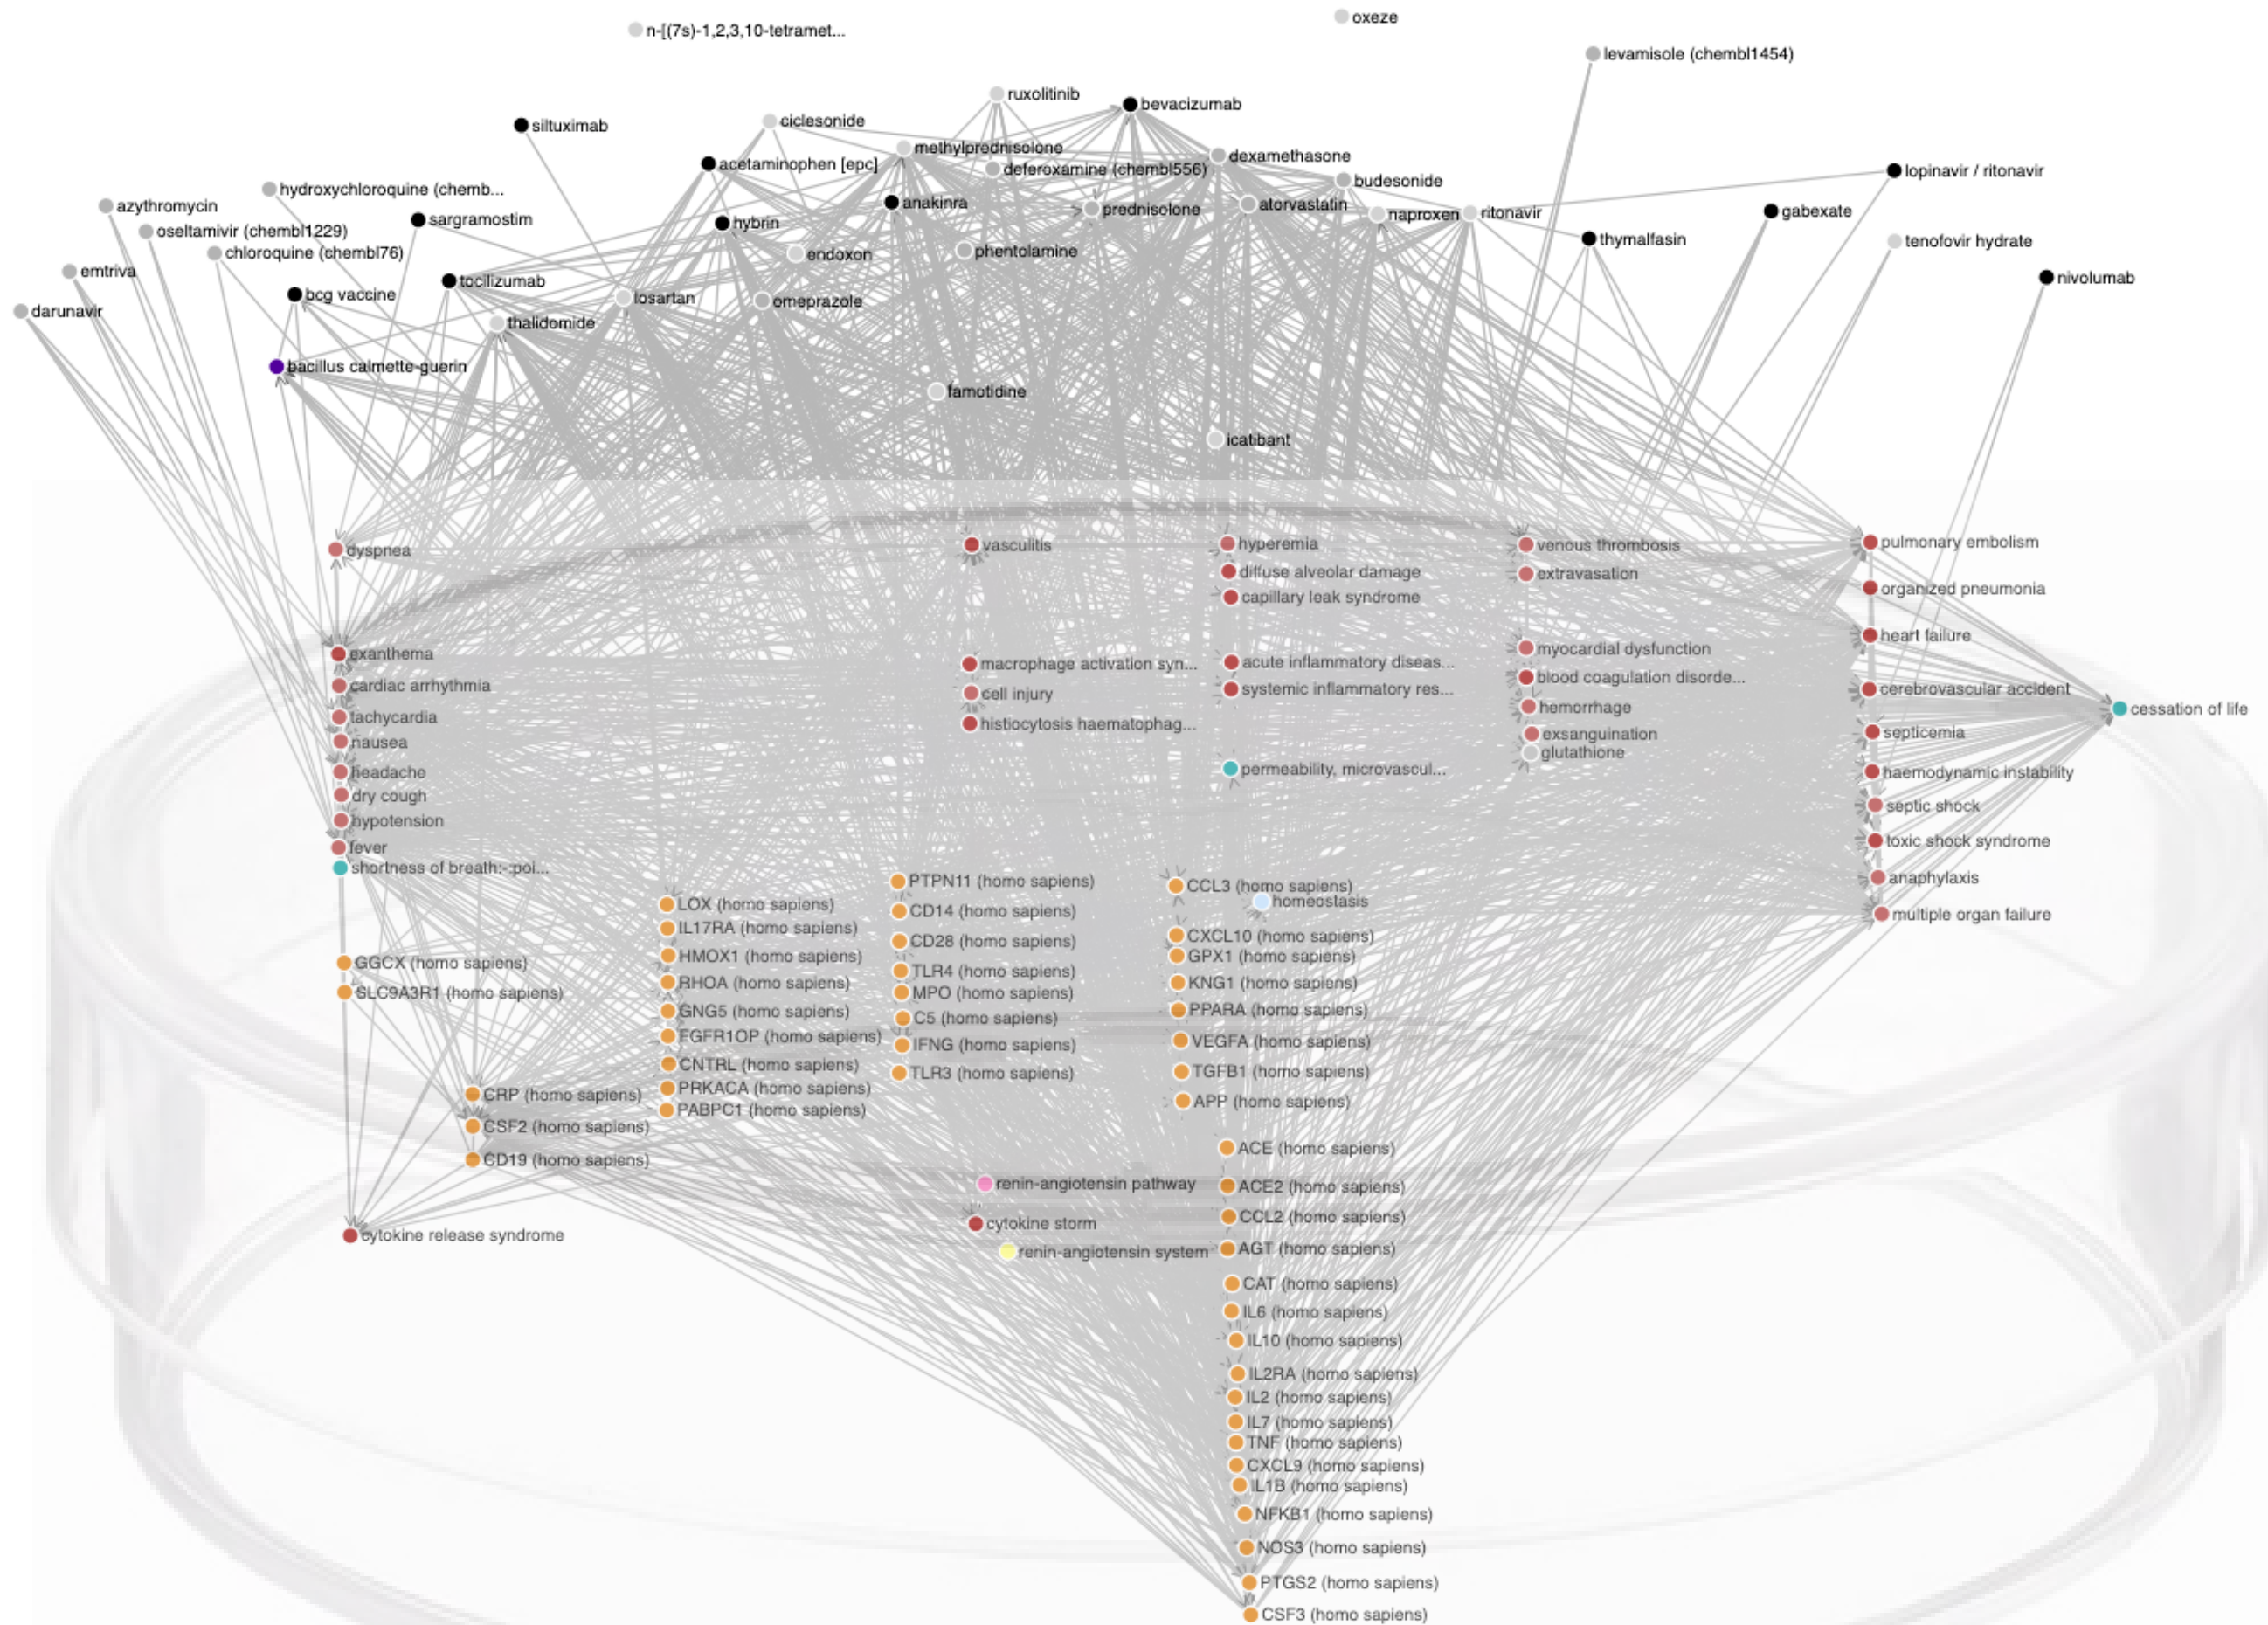 n-[(7s)-1,2,3,10-tetramet...
oxeze
levamisole (chembl1454)
ruxolitinib
bevacizumab
siltuximab
ciclesonide
methylprednisolone
dexamethasone
acetaminophen [epc]
deferoxamine (chembl556)
lopinavir / ritonavir
budesonide
hydroxychloroquine (chemb...
azythromycin
anakinra
prednisolone
atorvastatin
naproxen
ritonavir
gabexate
sargramostim
hybrin
oseltamivir (chembl1229)
thymalfasin
tenofovir hydrate
chloroquine (chembl76)
endoxon
phentolamine
emtriva
tocilizumab
nivolumab
bcg vaccine
losartan
omeprazole
darunavir
thalidomide
bacillus calmette-guerin
famotidine
icatibant
dyspnea
exanthema
cardiac arrhythmia
tachycardia
nausea
headache
dry cough
hypotension
fever
shortness of breath:-:poi...
vasculitis
macrophage activation syn...
cell injury
histiocytosis haematophag...
hyperemia
diffuse alveolar damage
capillary leak syndrome
acute inflammatory diseas...
systemic inflammatory res...
permeability, microvascul...
venous thrombosis
extravasation
myocardial dysfunction
blood coagulation disorde...
hemorrhage
exsanguination
glutathione
pulmonary embolism
organized pneumonia
heart failure
cerebrovascular accident
septicemia
haemodynamic instability
septic shock
toxic shock syndrome
anaphylaxis
multiple organ failure
cessation of life
GGCX (homo sapiens)
SLC9A3R1 (homo sapiens)
CRP (homo sapiens)
CSF2 (homo sapiens)
CD19 (homo sapiens)
cytokine release syndrome
LOX (homo sapiens)
IL17RA (homo sapiens)
HMOX1 (homo sapiens)
RHOA (homo sapiens)
GNG5 (homo sapiens)
FGFR1OP (homo sapiens)
CNTRL (homo sapiens)
PRKACA (homo sapiens)
PABPC1 (homo sapiens)
PTPN11 (homo sapiens)
CD14 (homo sapiens)
CD28 (homo sapiens)
TLR4 (homo sapiens)
MPO (homo sapiens)
C5 (homo sapiens)
IFNG (homo sapiens)
TLR3 (homo sapiens)
CCL3 (homo sapiens)
homeostasis
CXCL10 (homo sapiens)
GPX1 (homo sapiens)
KNG1 (homo sapiens)
PPARA (homo sapiens)
VEGFA (homo sapiens)
TGFB1 (homo sapiens)
APP (homo sapiens)
renin-angiotensin pathway
cytokine storm
renin-angiotensin system
ACE (homo sapiens)
ACE2 (homo sapiens)
CCL2 (homo sapiens)
AGT (homo sapiens)
CAT (homo sapiens)
IL6 (homo sapiens)
IL10 (homo sapiens)
IL2RA (homo sapiens)
IL2 (homo sapiens)
IL7 (homo sapiens)
TNF (homo sapiens)
CXCL9 (homo sapiens)
IL1B (homo sapiens)
NFKB1 (homo sapiens)
NOS3 (homo sapiens)
PTGS2 (homo sapiens)
CSF3 (homo sapiens)